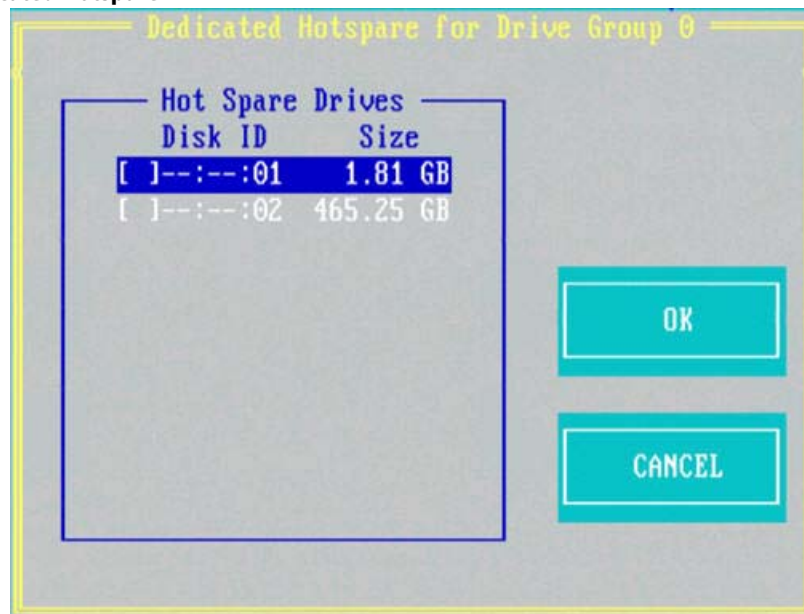 Dedicated Hotspare for Drive Group 0
Hot Spare Drives
Disk ID Size
[ ]--:--:01 1.81 GB
[ ]--:--:02 465.25 GB
OK
CANCEL